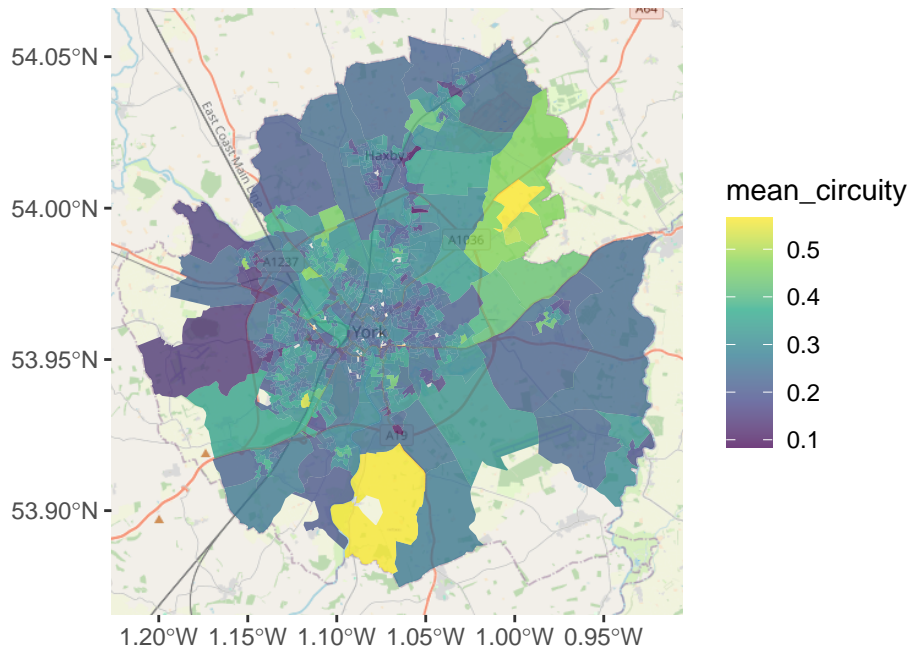 54.05°N
54.00°N
53.95°N
53.90°N
1.20°W 1.15°W 1.10°W 1.05°W 1.00°W 0.95°W
A64
East Coast Main Line
Haxby
A1036
A1237
York
A19
mean_circuity
0.5
0.4
0.3
0.2
0.1